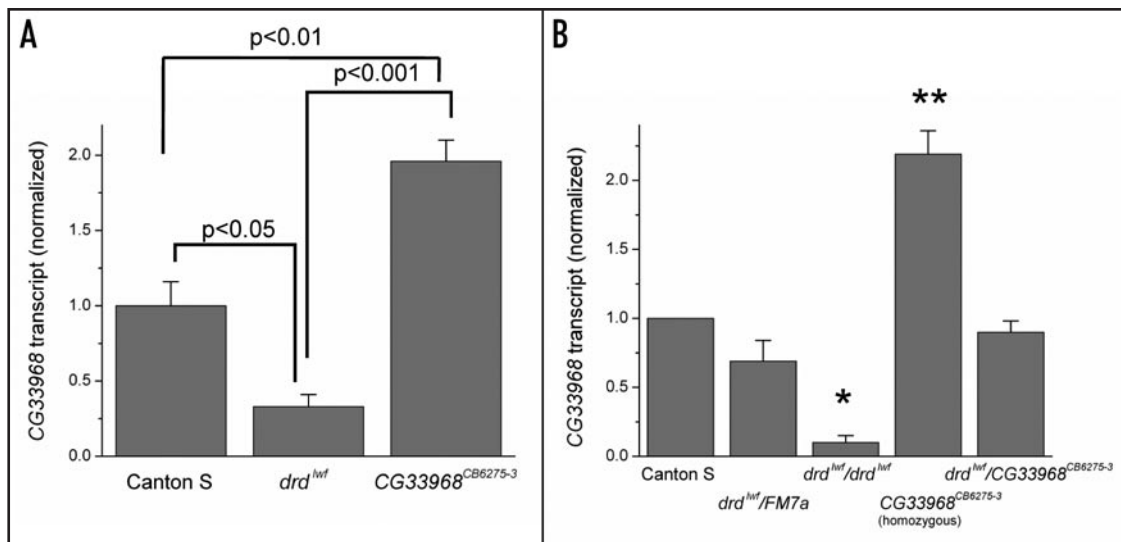 A
p<0.01
p<0.001
p<0.05
CG33968 transcript (normalized)
2.0
1.5
1.0
0.5
0.0
Canton S drd^lwf CG33968^CB6275-3
B
**
*
CG33968 transcript (normalized)
2.0
1.5
1.0
0.5
0.0
Canton S drd^lwf/drd^lwf drd^lwf/CG33968^CB6275-3
drd^lwf/FM7a CG33968^CB6275-3
(homozygous)